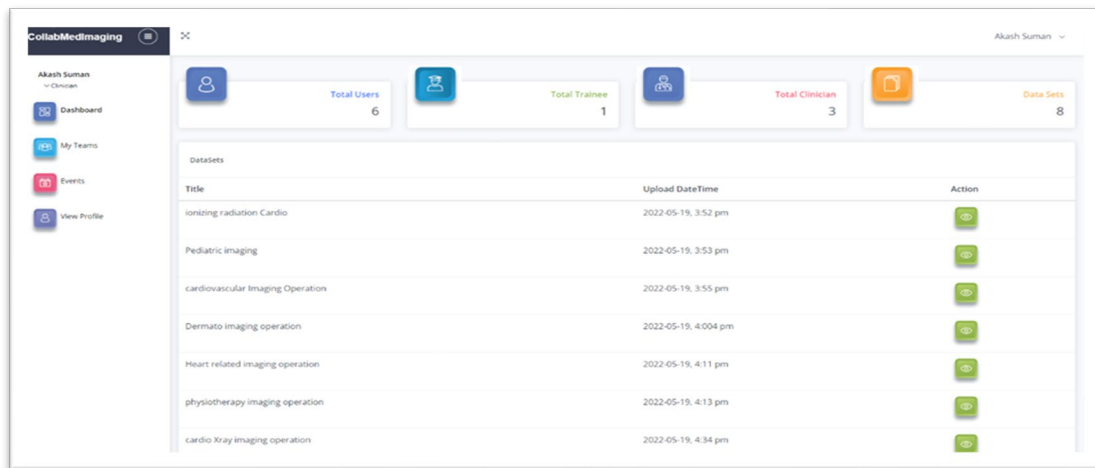 CollabMedImaging
Akash Suman
Akash Suman
Clinician
Dashboard
My Teams
Events
View Profile
Total Users
6
Total Trainee
1
Total Clinician
3
Data Sets
8
DataSets
Title Upload DateTime Action
ionizing radiation Cardio 2022-05-19, 3:52 pm
Pediatric imaging 2022-05-19, 3:53 pm
cardiovascular Imaging Operation 2022-05-19, 3:55 pm
Dermato imaging operation 2022-05-19, 4:004 pm
Heart related imaging operation 2022-05-19, 4:11 pm
physiotherapy imaging operation 2022-05-19, 4:13 pm
cardio Xray imaging operation 2022-05-19, 4:34 pm